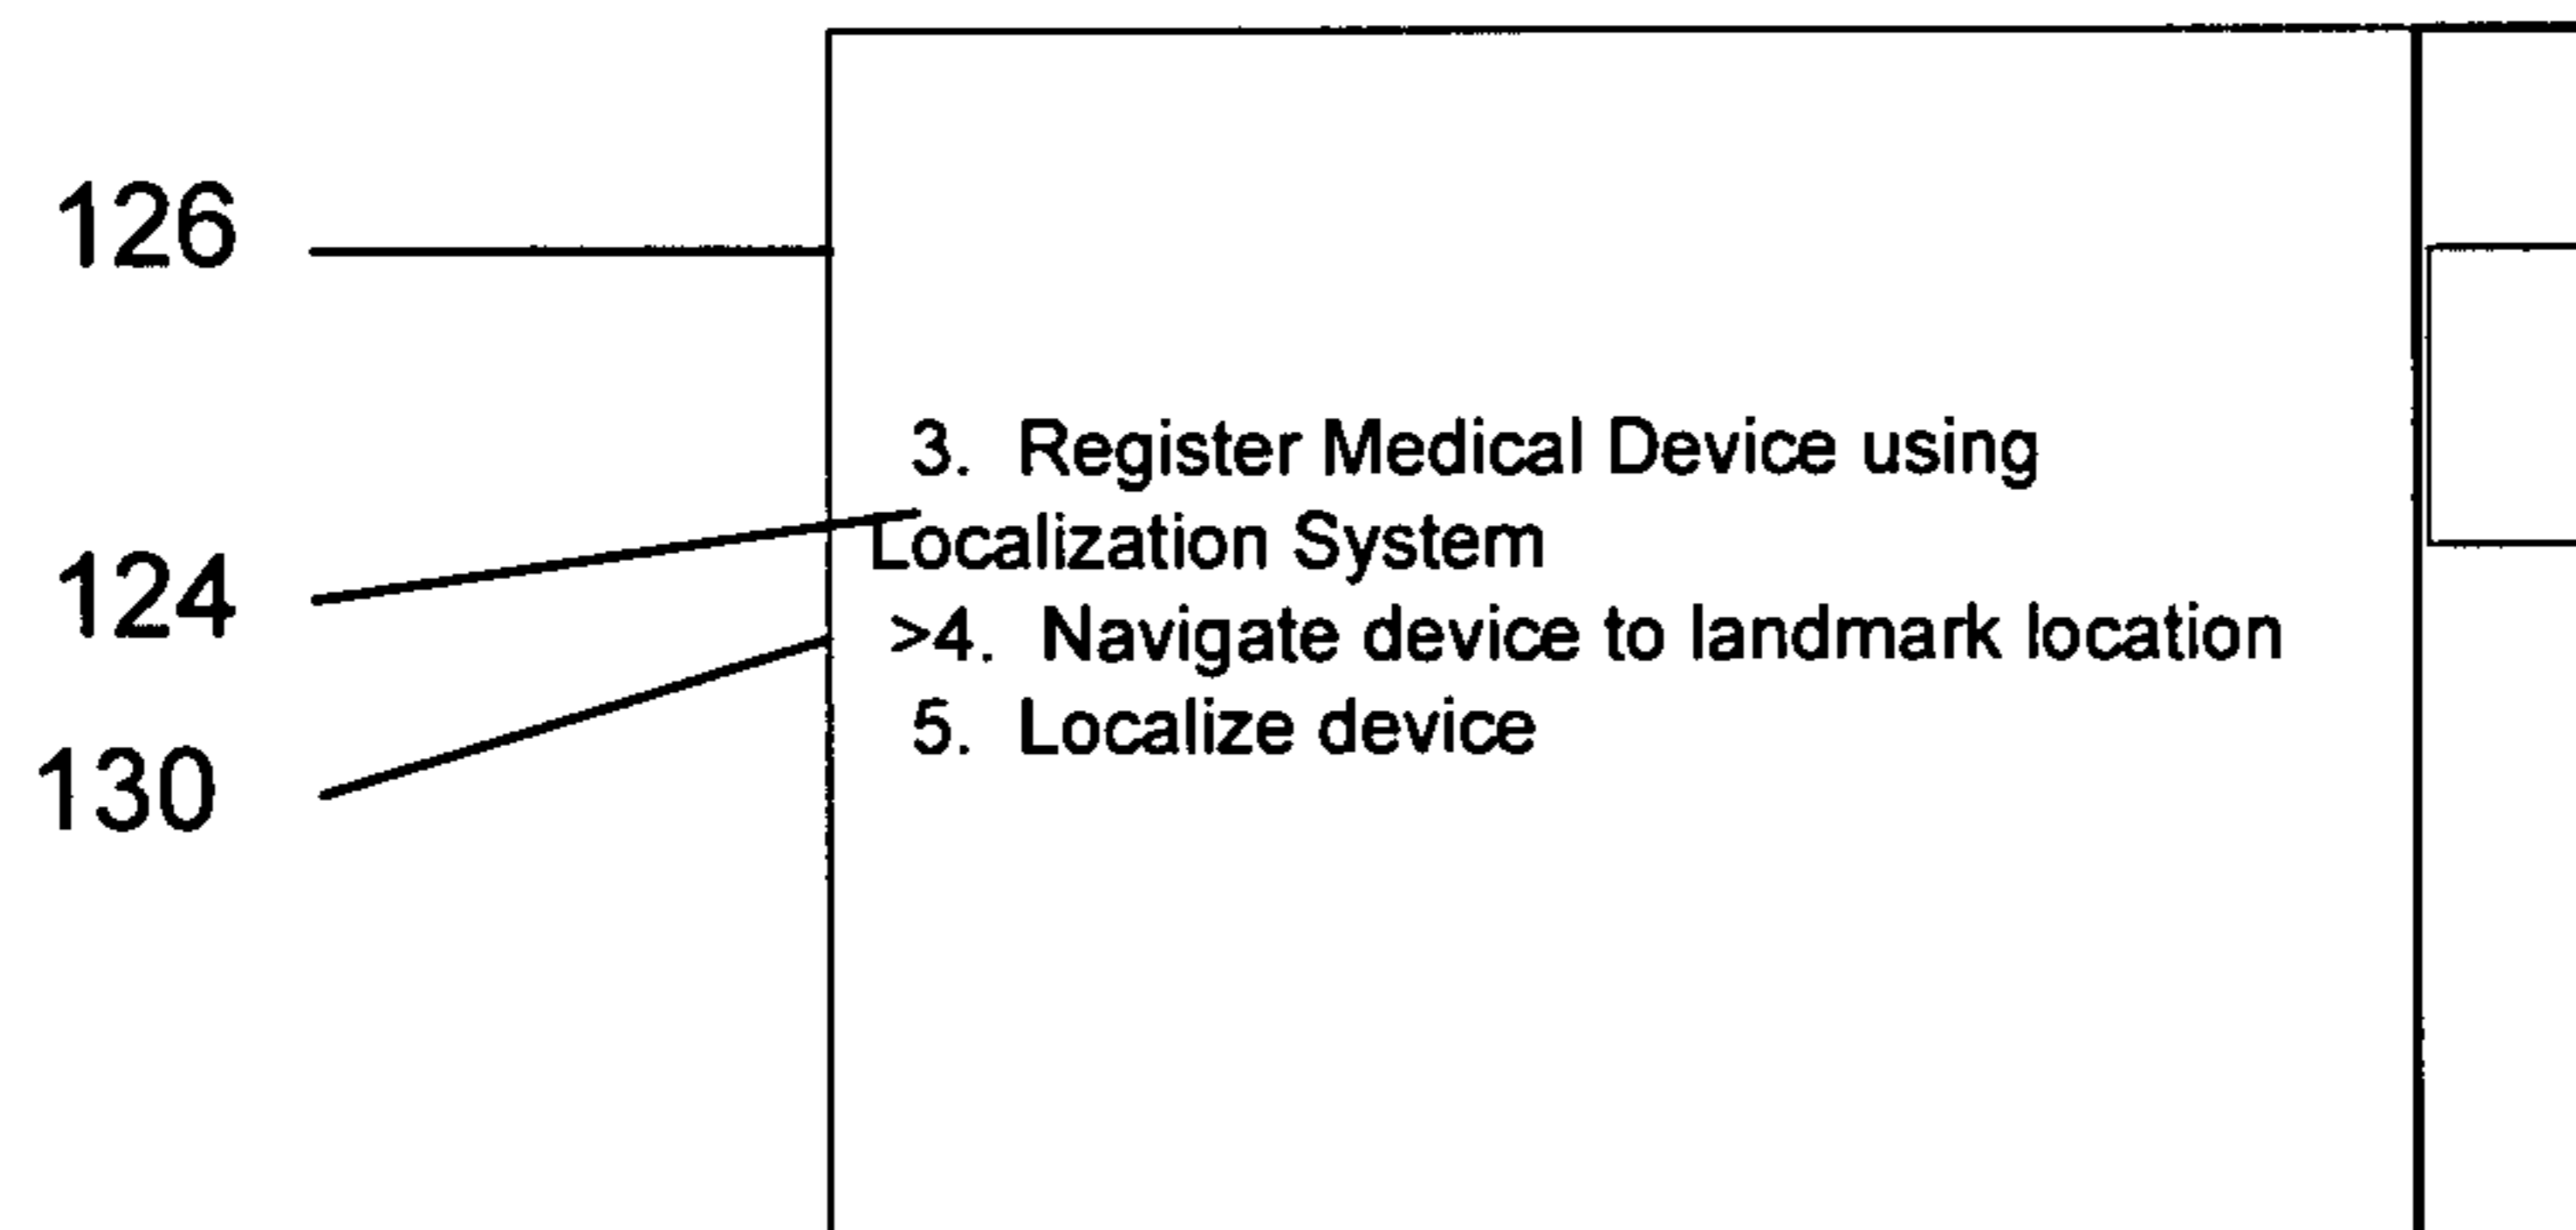 126
3. Register Medical Device using
124
Localization System
>4. Navigate device to landmark location
130
5. Localize device